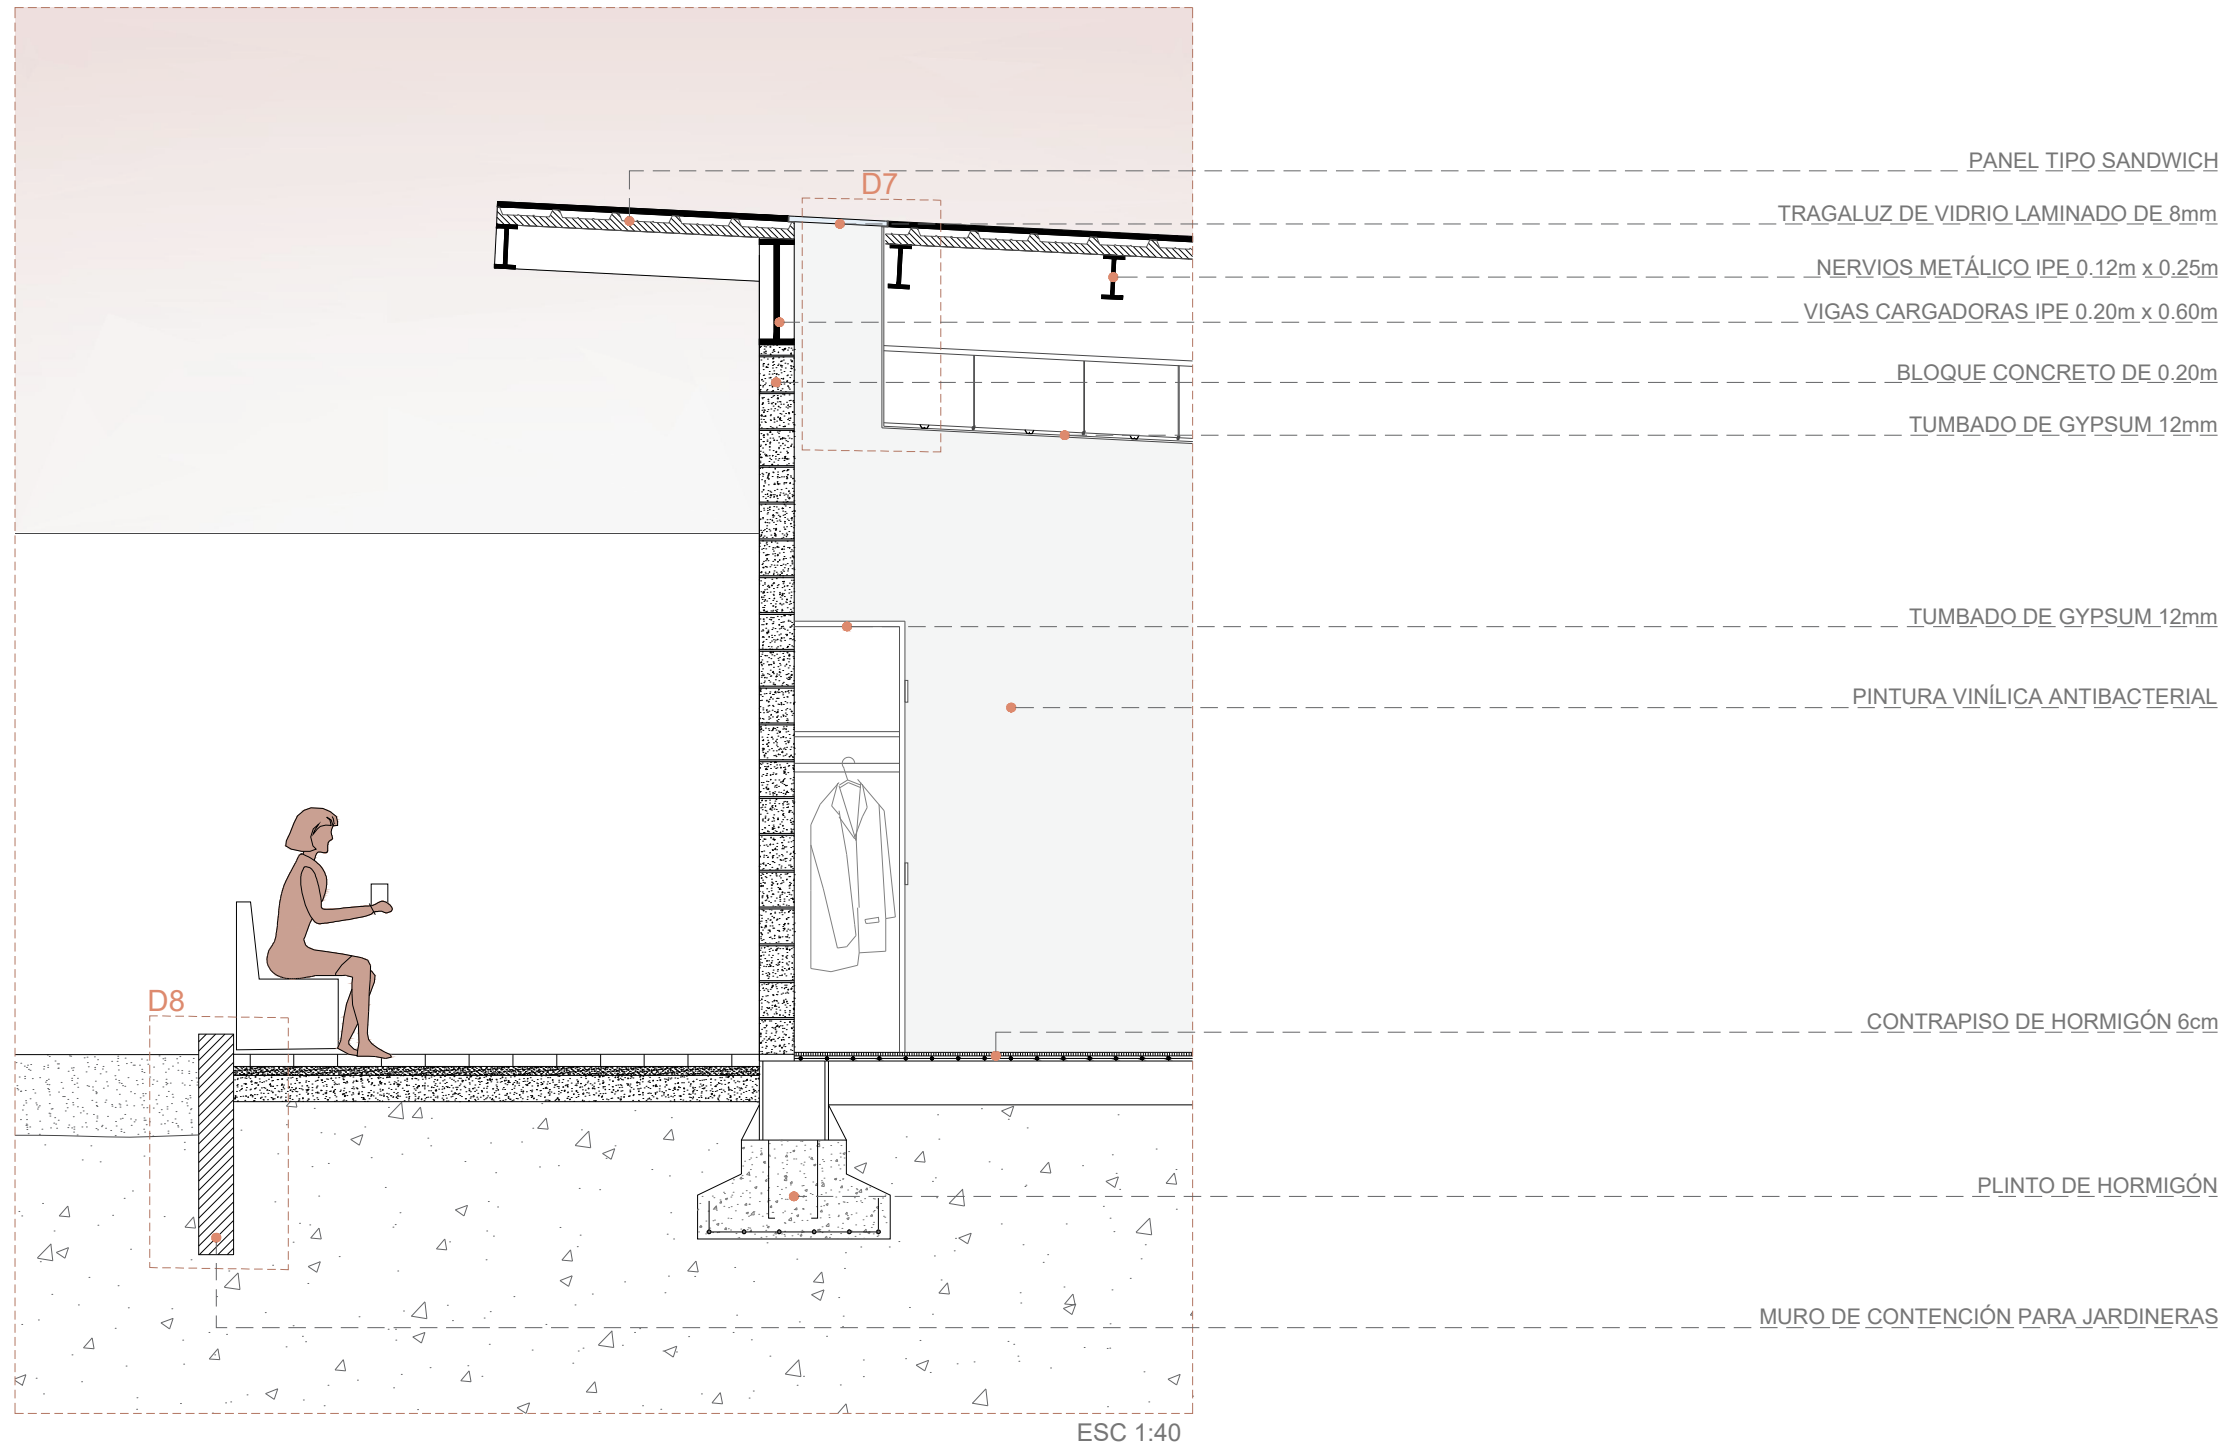 PANEL TIPO SANDWICH
D7
TRAGALUZ DE VIDRIO LAMINADO DE 8mm
NERVIOS METÁLICO IPE 0.12m x 0.25m
VIGAS CARGADORAS IPE 0.20m x 0.60m
BLOQUE CONCRETO DE 0.20m
TUMBADO DE GYPSUM 12mm
TUMBADO DE GYPSUM 12mm
PINTURA VINÍLICA ANTIBACTERIAL
D8
CONTRAPISO DE HORMIGÓN 6cm
PLINTO DE HORMIGÓN
MURO DE CONTENCIÓN PARA JARDINERAS
ESC 1:40